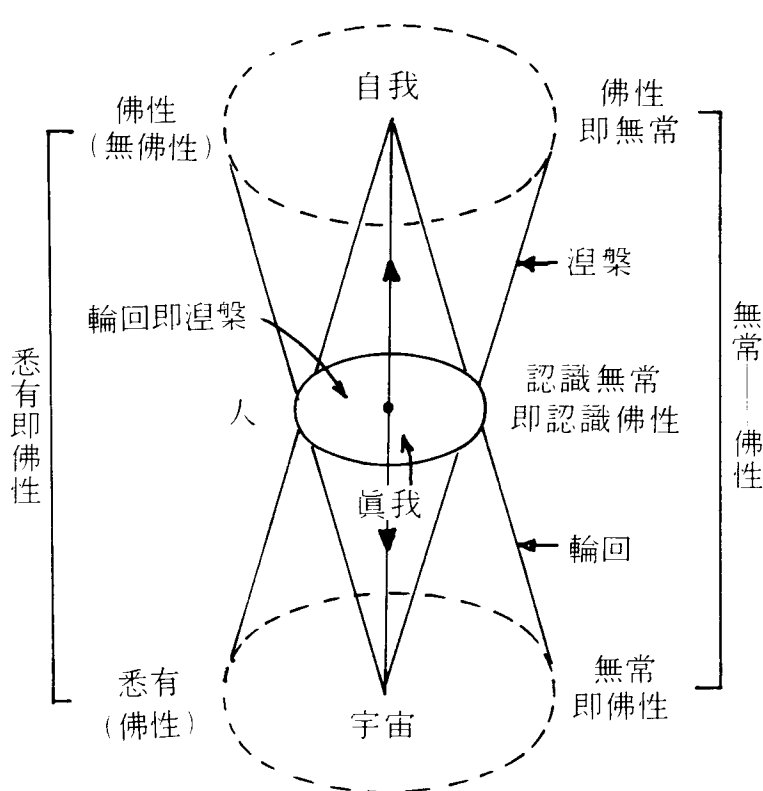 自我
佛性
（無佛性）
佛性
即無常
涅槃
輪回即涅槃
人
認識無常
即認識佛性
眞我
輪回
悉有即佛性
無常——佛性
悉有
（佛性）
宇宙
無常
即佛性